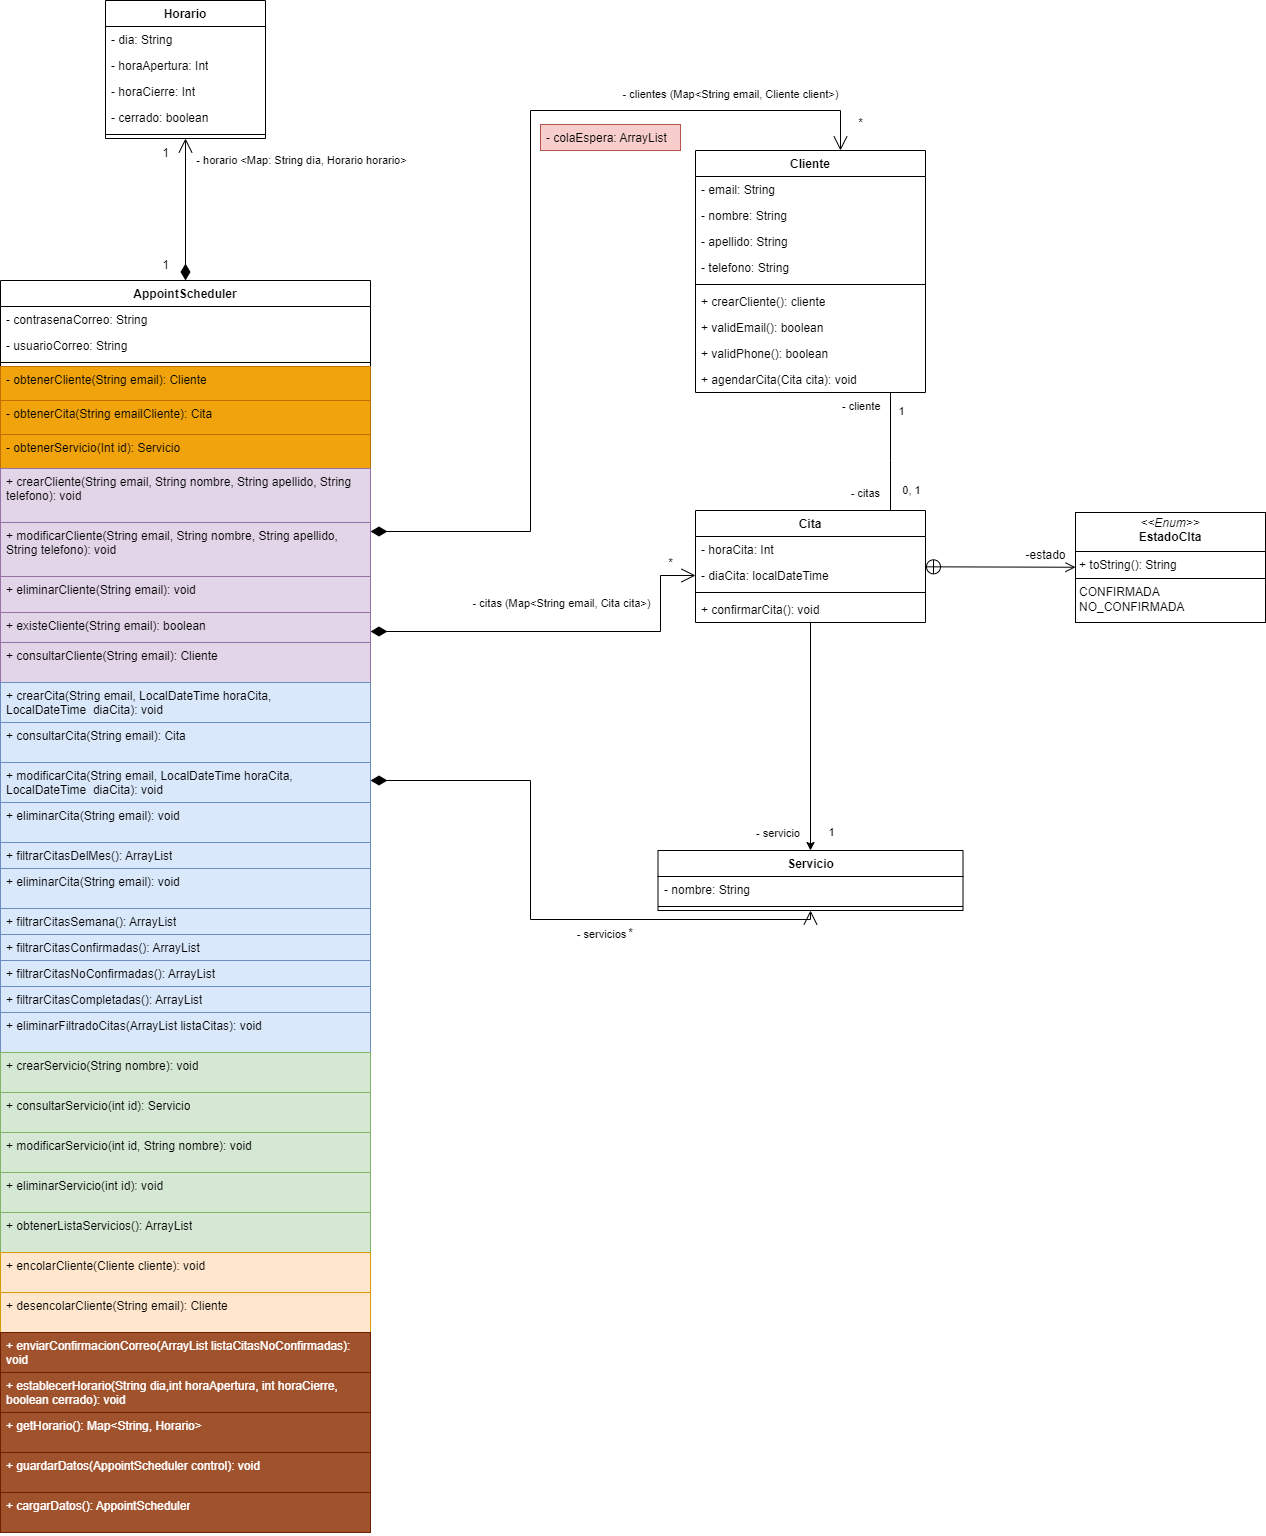 Horario
- dia: String
- horaApertura: Int
- horaCierre: Int
- cerrado: boolean
1
- horario <Map: String dia, Horario horario>
1
AppointScheduler
- contrasenaCorreo: String
- usuarioCorreo: String
- obtenerCliente(String email): Cliente
- obtenerCita(String emailCliente): Cita
- obtenerServicio(Int id): Servicio
+ crearCliente(String email, String nombre, String apellido, String
telefono): void
+ modificarCliente(String email, String nombre, String apellido,
String telefono): void
+ eliminarCliente(String email): void
+ existeCliente(String email): boolean
+ consultarCliente(String email): Cliente
+ crearCita(String email, LocalDateTime horaCita,
LocalDateTime  diaCita): void
+ consultarCita(String email): Cita
+ modificarCita(String email, LocalDateTime horaCita,
LocalDateTime  diaCita): void
+ eliminarCita(String email): void
+ filtrarCitasDelMes(): ArrayList
+ eliminarCita(String email): void
+ filtrarCitasSemana(): ArrayList
+ filtrarCitasConfirmadas(): ArrayList
+ filtrarCitasNoConfirmadas(): ArrayList
+ filtrarCitasCompletadas(): ArrayList
+ eliminarFiltradoCitas(ArrayList listaCitas): void
+ crearServicio(String nombre): void
+ consultarServicio(int id): Servicio
+ modificarServicio(int id, String nombre): void
+ eliminarServicio(int id): void
+ obtenerListaServicios(): ArrayList
+ encolarCliente(Cliente cliente): void
+ desencolarCliente(String email): Cliente
+ enviarConfirmacionCorreo(ArrayList listaCitasNoConfirmadas):
void
+ establecerHorario(String dia,int horaApertura, int horaCierre,
boolean cerrado): void
+ getHorario(): Map<String, Horario>
+ guardarDatos(AppointScheduler control): void
+ cargarDatos(): AppointScheduler
- clientes (Map<String email, Cliente client>)
*
- colaEspera: ArrayList
Cliente
- email: String
- nombre: String
- apellido: String
- telefono: String
+ crearCliente(): cliente
+ validEmail(): boolean
+ validPhone(): boolean
+ agendarCita(Cita cita): void
- cliente
1
- citas
0, 1
*
- citas (Map<String email, Cita cita>)
Cita
- horaCita: Int
- diaCita: localDateTime
+ confirmarCita(): void
-estado
<<Enum>>
EstadoCIta
+ toString(): String
CONFIRMADA
NO_CONFIRMADA
- servicio
1
Servicio
- nombre: String
- servicios
*